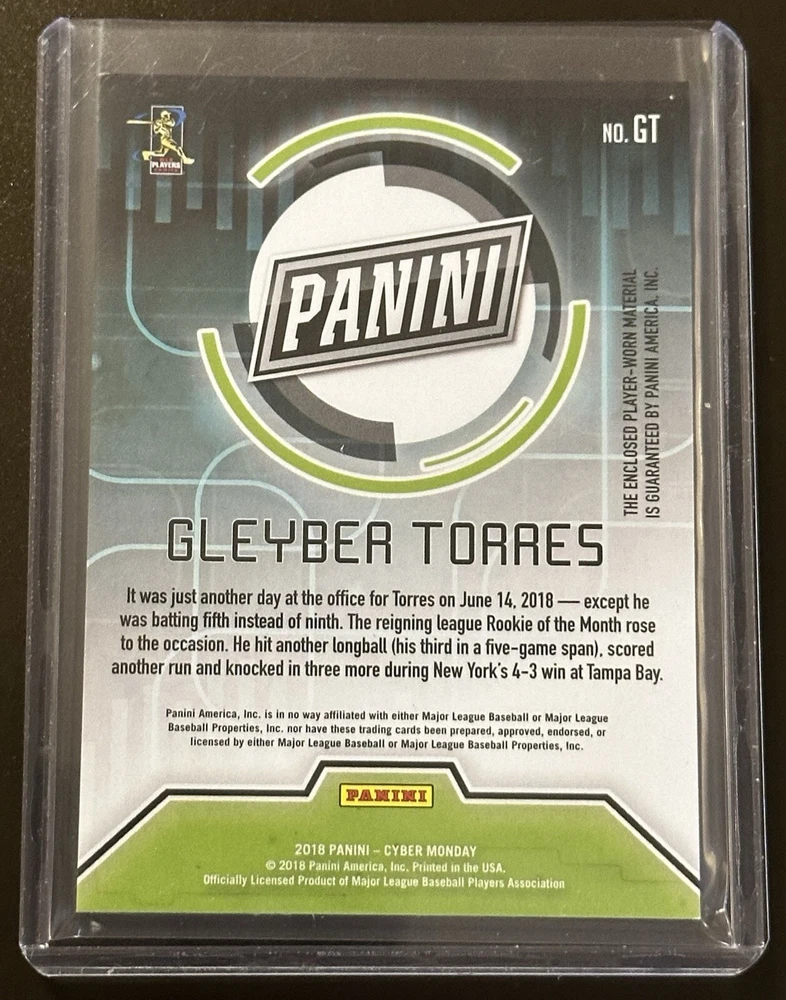 PLAYERS
NO. GT
PANINI
THE ENCLOSED PLAYER-WORN MATERIAL
IS GUARANTEED BY PANINI AMERICA, INC.
GLEYBER TORRES
It was just another day at the office for Torres on June 14, 2018 — except he
was batting fifth instead of ninth. The reigning league Rookie of the Month rose
to the occasion. He hit another longball (his third in a five-game span), scored
another run and knocked in three more during New York's 4-3 win at Tampa Bay.
Panini America, Inc. is in no way affiliated with either Major League Baseball or Major League
Baseball Properties, Inc. nor have these trading cards been prepared, approved, endorsed, or
licensed by either Major League Baseball or Major League Baseball Properties, Inc.
PANINI
2018 PANINI – CYBER MONDAY
© 2018 Panini America, Inc. Printed in the USA.
Officially Licensed Product of Major League Baseball Players Association